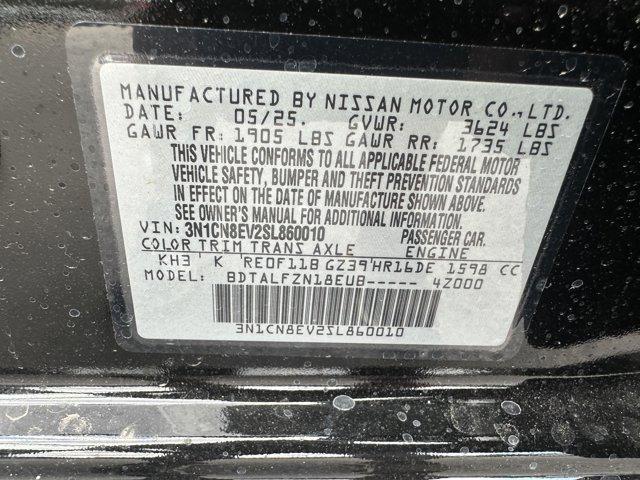 MANUFACTURED BY NISSAN MOTOR CO., LTD.
DATE: 05/25. GVWR: 3624 LBS
GAWR FR: 1905 LBS GAWR RR: 1735 LBS
THIS VEHICLE CONFORMS TO ALL APPLICABLE FEDERAL MOTOR
VEHICLE SAFETY, BUMPER AND THEFT PREVENTION STANDARDS
IN EFFECT ON THE DATE OF MANUFACTURE SHOWN ABOVE.
SEE OWNER'S MANUAL FOR ADDITIONAL INFORMATION.
VIN: 3N1CN8EV2SL860010 PASSENGER CAR.
COLOR TRIM TRANS AXLE ENGINE
KH3 K RE0F11B GZ39 HR16DE 1598 CC
MODEL: BDTALFZN18EUB----- 4Z000
3N1CN8EV2SL860010